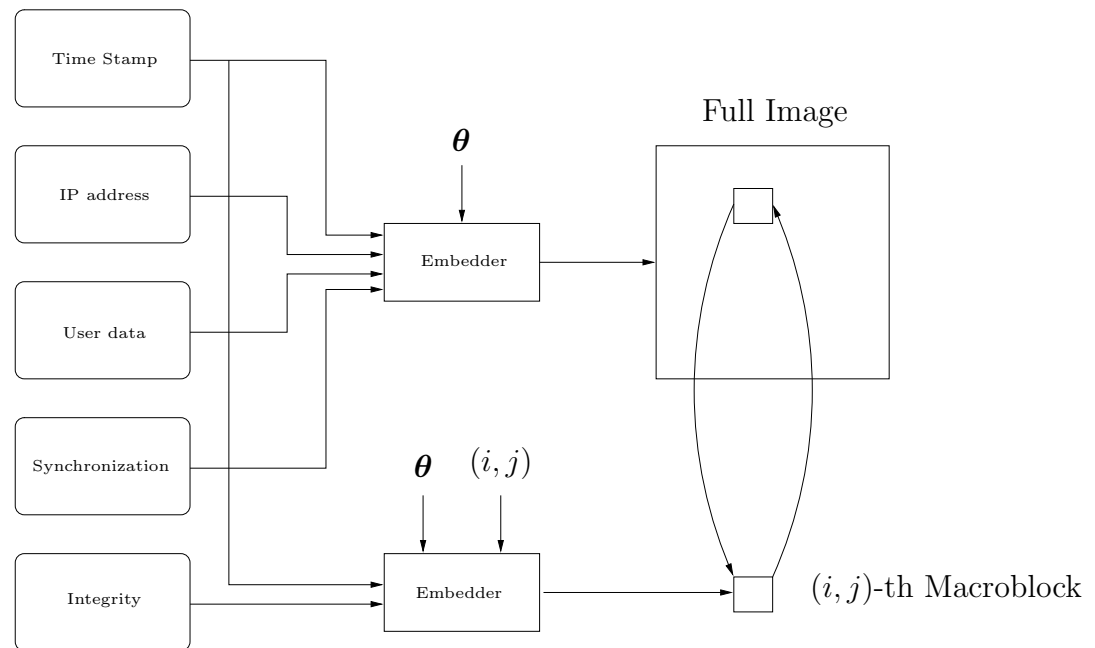 Time Stamp
Full Image
θ
IP address
Embedder
User data
Synchronization
θ
(i, j)
Integrity
Embedder
(i, j)-th Macroblock